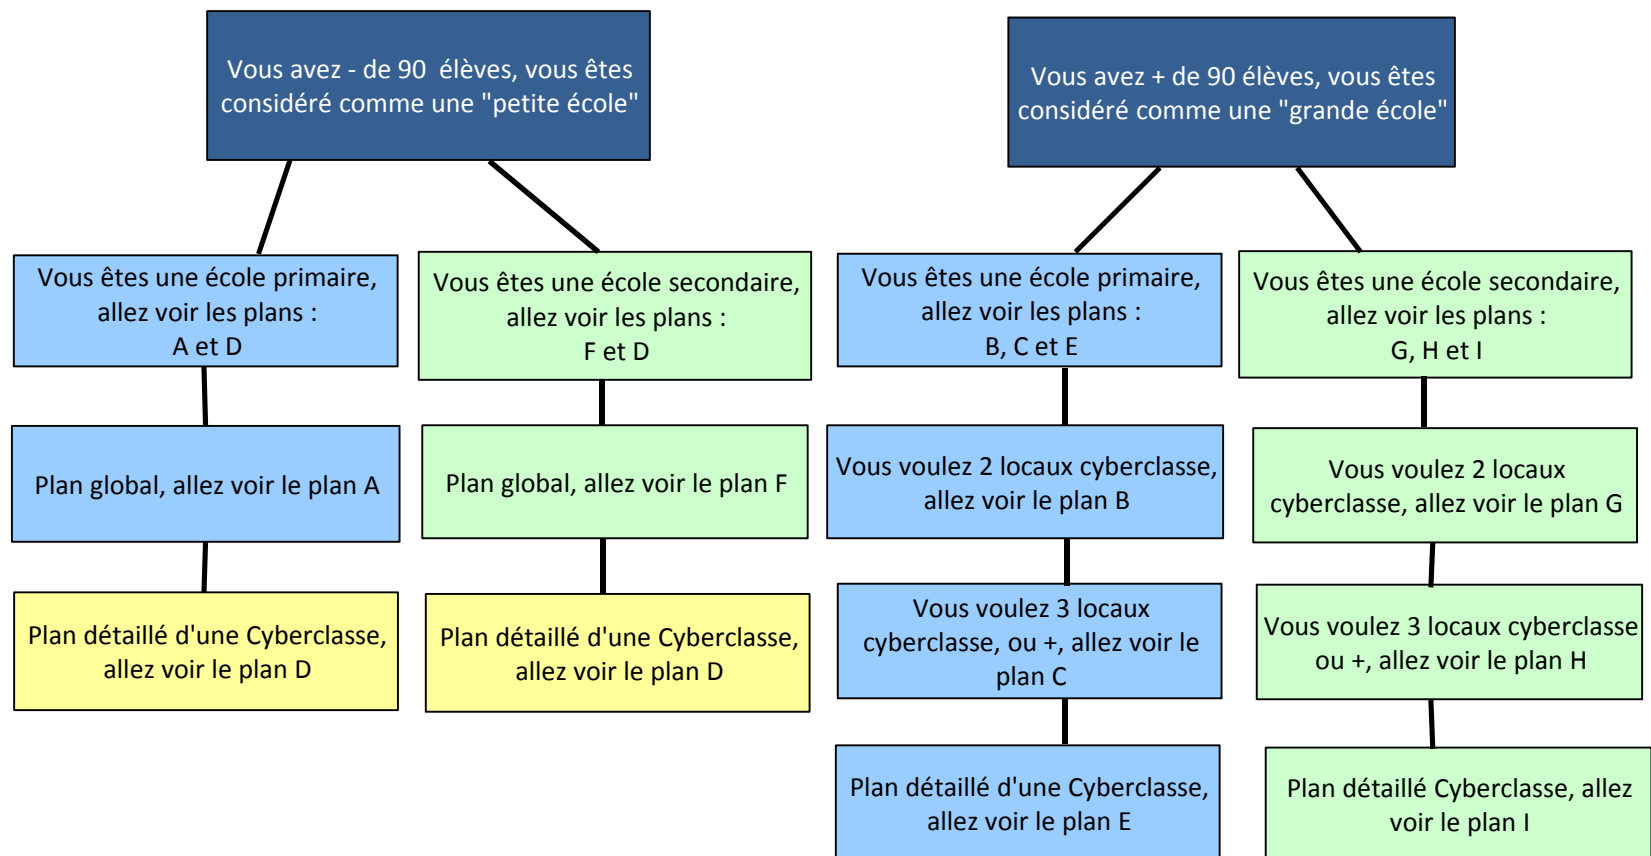 Vous avez - de 90  élèves, vous êtes
considéré comme une "petite école"
Vous avez + de 90 élèves, vous êtes
considéré comme une "grande école"
Vous êtes une école primaire,
allez voir les plans :
A et D
Vous êtes une école secondaire,
allez voir les plans :
F et D
Vous êtes une école primaire,
allez voir les plans :
B, C et E
Vous êtes une école secondaire,
allez voir les plans :
G, H et I
Plan global, allez voir le plan A
Plan global, allez voir le plan F
Vous voulez 2 locaux cyberclasse,
allez voir le plan B
Vous voulez 2 locaux
cyberclasse, allez voir le plan G
Plan détaillé d'une Cyberclasse,
allez voir le plan D
Plan détaillé d'une Cyberclasse,
allez voir le plan D
Vous voulez 3 locaux
cyberclasse, ou +, allez voir le
plan C
Vous voulez 3 locaux cyberclasse
ou +, allez voir le plan H
Plan détaillé d'une Cyberclasse,
allez voir le plan E
Plan détaillé Cyberclasse, allez
voir le plan I